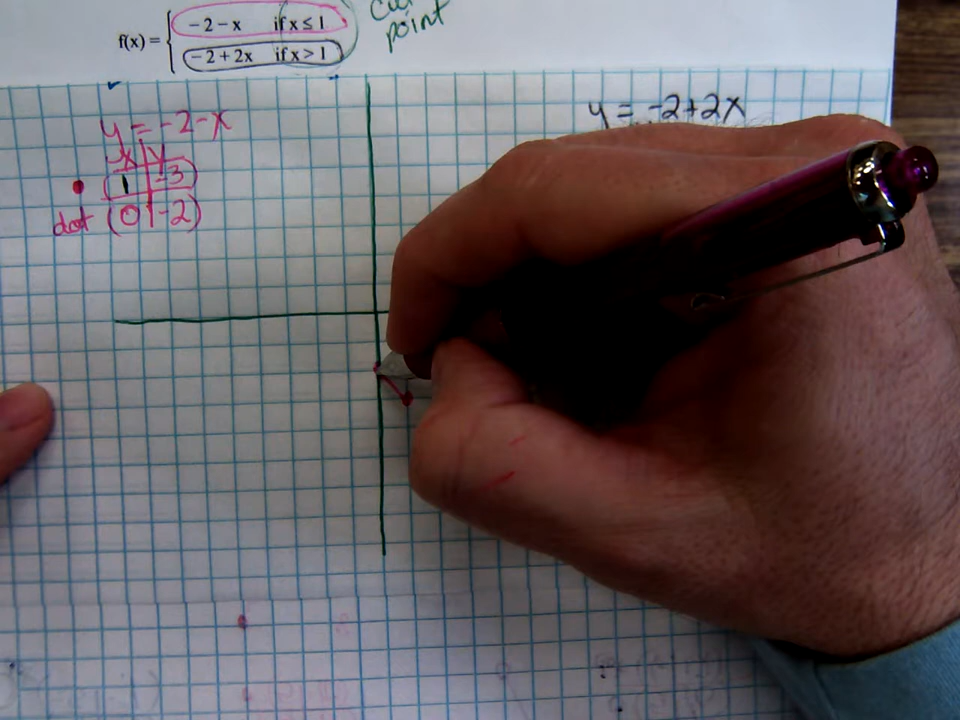 f(x) = { -2 - x if x ≤ 1
-2 + 2x if x > 1
point
y = -2 - x
x y
1 -3
dot (0 -2)
y = -2+2x